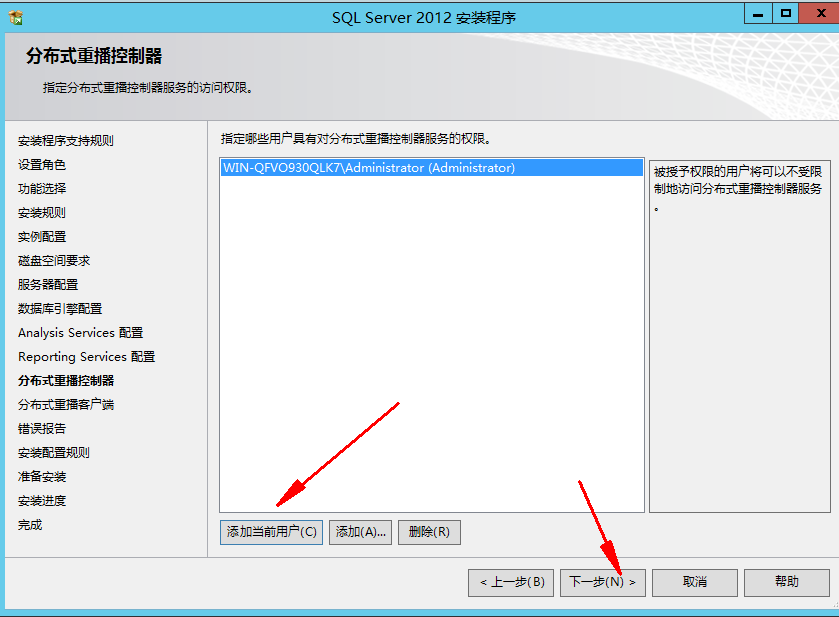 SQL Server 2012 安装程序
分布式重播控制器
指定分布式重播控制器服务的访问权限。
安装程序支持规则
设置角色
功能选择
安装规则
实例配置
磁盘空间要求
服务器配置
数据库引擎配置
Analysis Services 配置
Reporting Services 配置
分布式重播控制器
分布式重播客户端
错误报告
安装配置规则
准备安装
安装进度
完成
指定哪些用户具有对分布式重播控制器服务的权限。
WIN-QFVO930QLK7\Administrator (Administrator)
被授予权限的用户将可以不受限
制地访问分布式重播控制器服务
。
添加当前用户(C)
添加(A)...
删除(R)
< 上一步(B)
下一步(N) >
取消
帮助